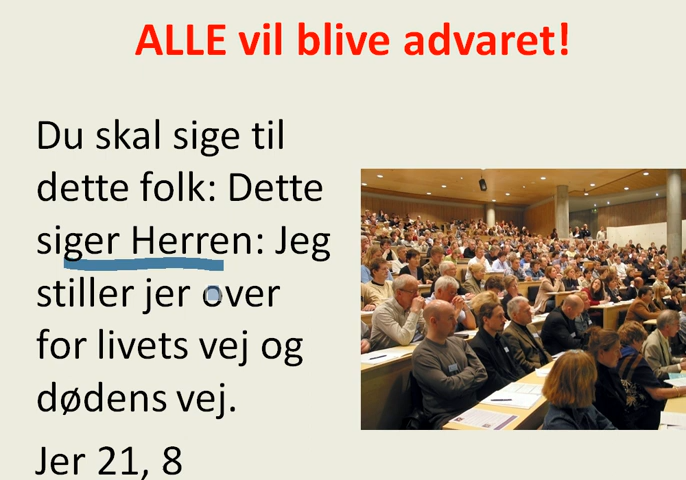 ALLE vil blive advaret!
Du skal sige til
dette folk: Dette
siger Herren: Jeg
stiller jer over
for livets vej og
dødens vej.
Jer 21, 8